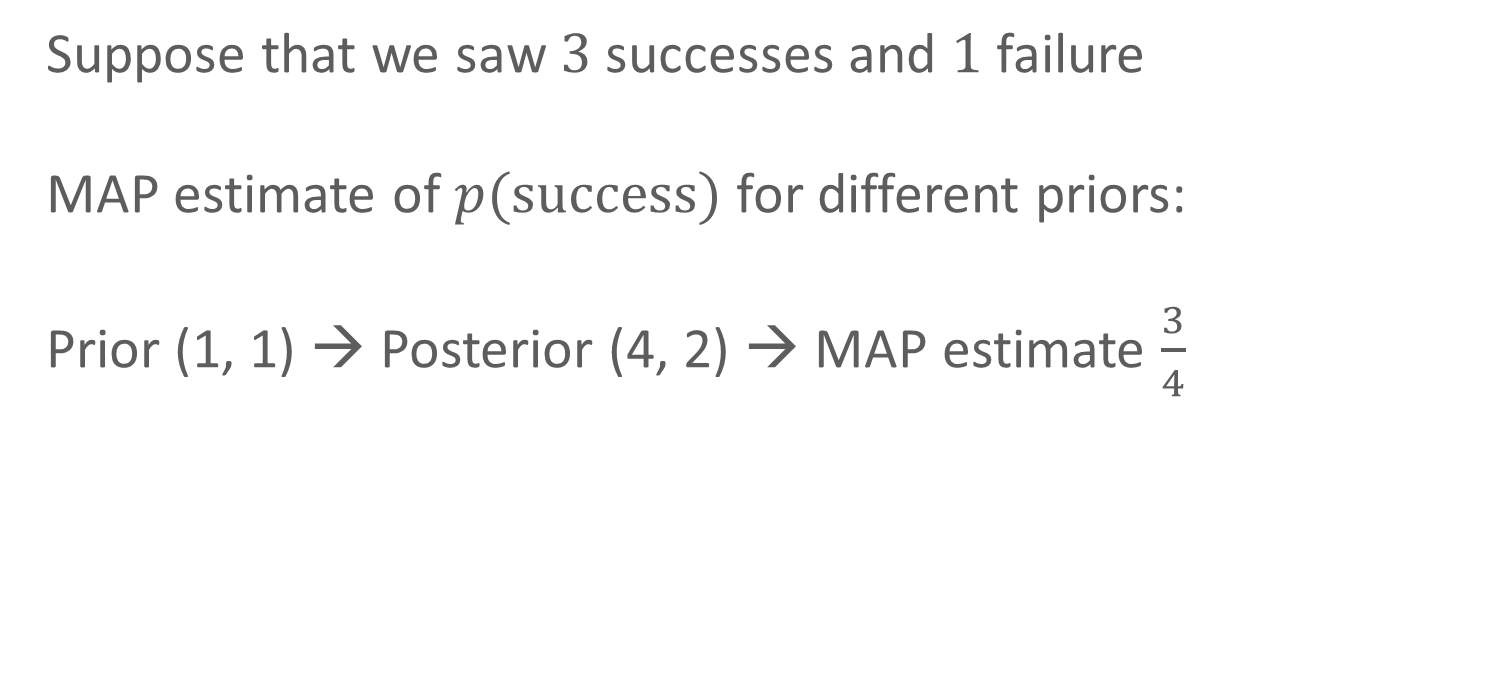 Suppose that we saw 3 successes and 1 failure
MAP estimate of p(success) for different priors:
Prior (1, 1) → Posterior (4, 2) → MAP estimate 3/4